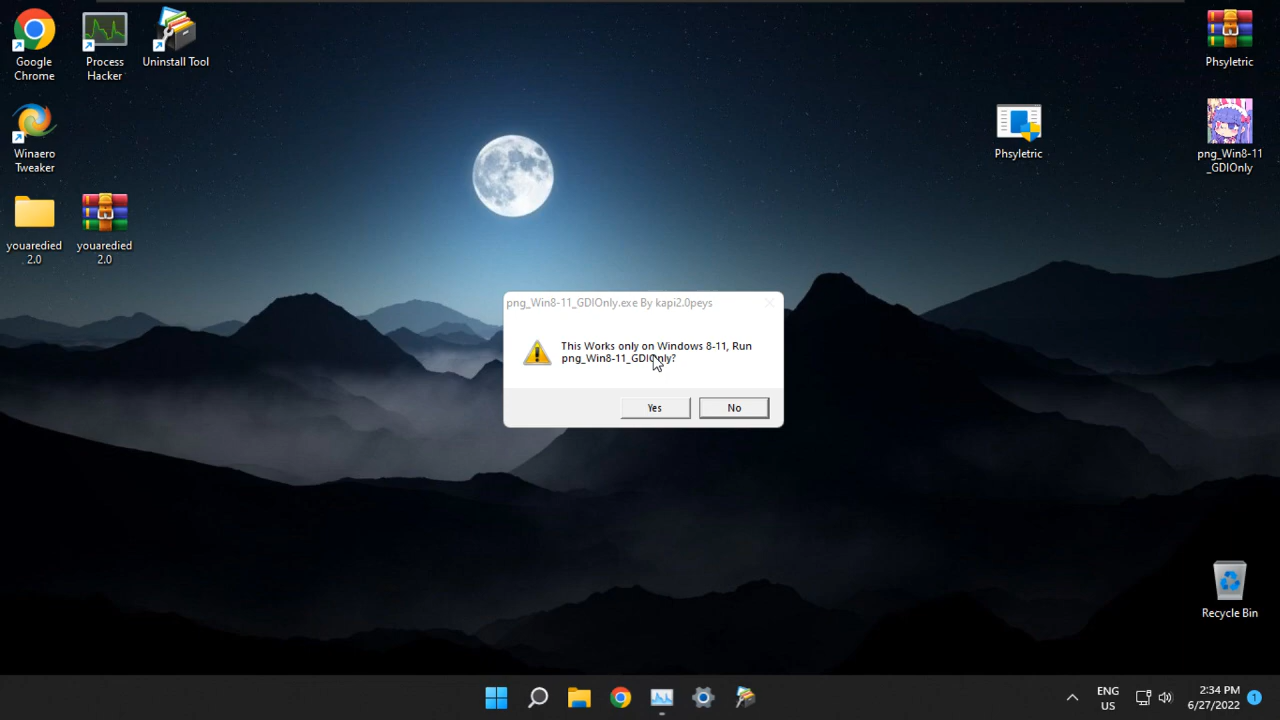 Google
Chrome
Process
Hacker
Uninstall Tool
Phsyletric
Winaero
Tweaker
Phsyletric
png_Win8-11
_GDIOnly
youaredied
2.0
youaredied
2.0
png_Win8-11_GDIOnly.exe By kapi2.0peys
This Works only on Windows 8-11, Run
png_Win8-11_GDIOnly?
Yes
No
Recycle Bin
ENG
US
2:34 PM
6/27/2022
1